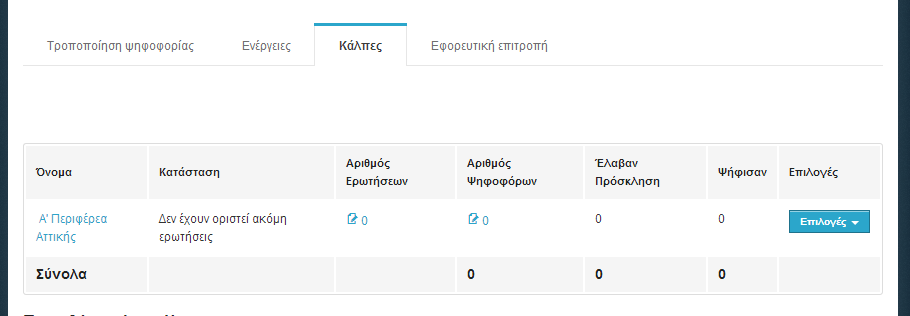 Τροποποίηση ψηφοφορίας Ενέργειες Κάλπες Εφορευτική επιτροπή
Όνομα Κατάσταση Αριθμός Ερωτήσεων Αριθμός Ψηφοφόρων Έλαβαν Πρόσκληση Ψήφισαν Επιλογές
Α' Περιφέρεα Αττικής Δεν έχουν οριστεί ακόμη ερωτήσεις 0 0 0 0 Επιλογές
Σύνολα 0 0 0